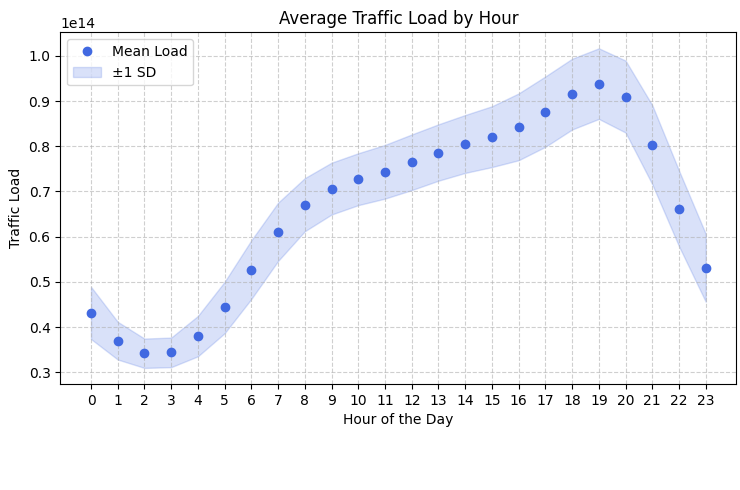 Average Traffic Load by Hour
1e14
Mean Load
±1 SD
1.0
0.9
0.8
0.7
0.6
0.5
0.4
0.3
Traffic Load
0 1 2 3 4 5 6 7 8 9 10 11 12 13 14 15 16 17 18 19 20 21 22 23
Hour of the Day